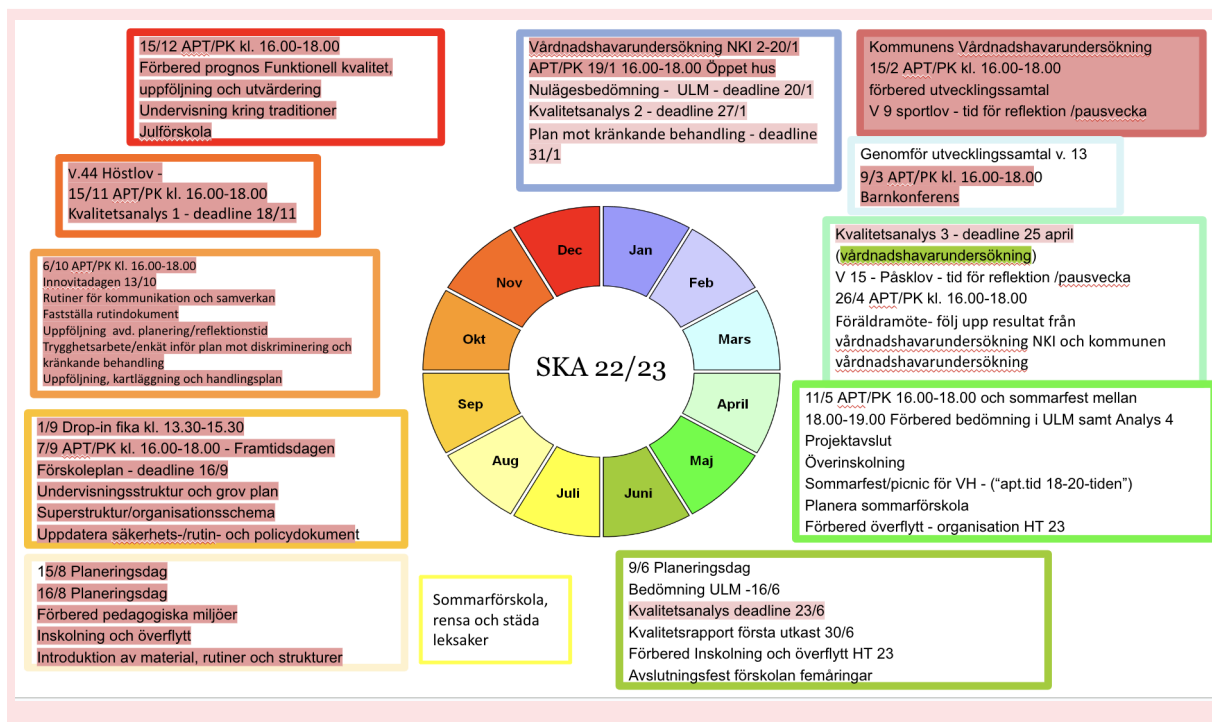 15/12 APT/PK kl. 16.00-18.00
Förbered prognos Funktionell kvalitet,
uppföljning och utvärdering
Undervisning kring traditioner
Julförskola
Vårdnadshavarundersökning NKI 2-20/1
APT/PK 19/1 16.00-18.00 Öppet hus
Nulägesbedömning - ULM - deadline 20/1
Kvalitetsanalys 2 - deadline 27/1
Plan mot kränkande behandling - deadline
31/1
Kommunens Vårdnadshavarundersökning
15/2 APT/PK kl. 16.00-18.00
förbered utvecklingssamtal
V 9 sportlov - tid för reflektion /pausvecka
v.44 Höstlov -
15/11 APT/PK kl. 16.00-18.00
Kvalitetsanalys 1 - deadline 18/11
Genomför utvecklingssamtal v. 13
9/3 APT/PK kl. 16.00-18.00
Barnkonferens
6/10 APT/PK Kl. 16.00-18.00
Innovitadagen 13/10
Rutiner för kommunikation och samverkan
Fastställa rutindokument
Uppföljning avd. planering/reflektionstid
Trygghetsarbete/enkät inför plan mot diskriminering och
kränkande behandling
Uppföljning, kartläggning och handlingsplan
Kvalitetsanalys 3 - deadline 25 april
(vårdnadshavarundersökning)
V 15 - Påsklov - tid för reflektion /pausvecka
26/4 APT/PK kl. 16.00-18.00
Föräldramöte- följ upp resultat från
vårdnadshavarundersökning NKI och kommunen
vårdnadshavarundersökning
Dec
Jan
Nov
Feb
Okt
Mars
SKA 22/23
Sep
April
Aug
Maj
Juli
Juni
1/9 Drop-in fika kl. 13.30-15.30
7/9 APT/PK kl. 16.00-18.00 - Framtidsdagen
Förskoleplan - deadline 16/9
Undervisningsstruktur och grov plan
Superstruktur/organisationsschema
Uppdatera säkerhets-/rutin- och policydokument
11/5 APT/PK 16.00-18.00 och sommarfest mellan
18.00-19.00 Förbered bedömning i ULM samt Analys 4
Projektavslut
Överinskolning
Sommarfest/picnic för VH - (“apt.tid 18-20-tiden”)
Planera sommarförskola
Förbered överflytt - organisation HT 23
15/8 Planeringsdag
16/8 Planeringsdag
Förbered pedagogiska miljöer
Inskolning och överflytt
Introduktion av material, rutiner och strukturer
Sommarförskola,
rensa och städa
leksaker
9/6 Planeringsdag
Bedömning ULM -16/6
Kvalitetsanalys deadline 23/6
Kvalitetsrapport första utkast 30/6
Förbered Inskolning och överflytt HT 23
Avslutningsfest förskolan femåringar